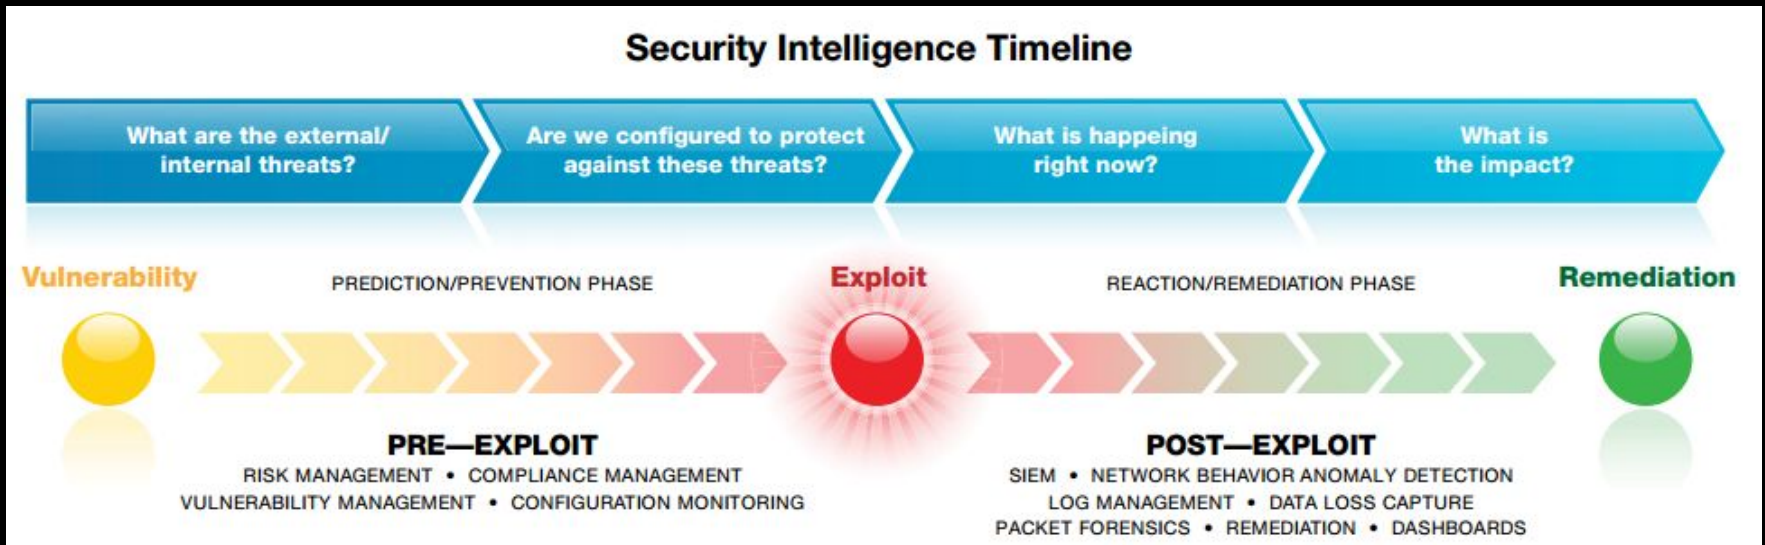 Security Intelligence Timeline
What are the external/
internal threats?
Are we configured to protect
against these threats?
What is happeing
right now?
What is
the impact?
Vulnerability
PREDICTION/PREVENTION PHASE
Exploit
REACTION/REMEDIATION PHASE
Remediation
PRE—EXPLOIT
RISK MANAGEMENT • COMPLIANCE MANAGEMENT
VULNERABILITY MANAGEMENT • CONFIGURATION MONITORING
POST—EXPLOIT
SIEM • NETWORK BEHAVIOR ANOMALY DETECTION
LOG MANAGEMENT • DATA LOSS CAPTURE
PACKET FORENSICS • REMEDIATION • DASHBOARDS